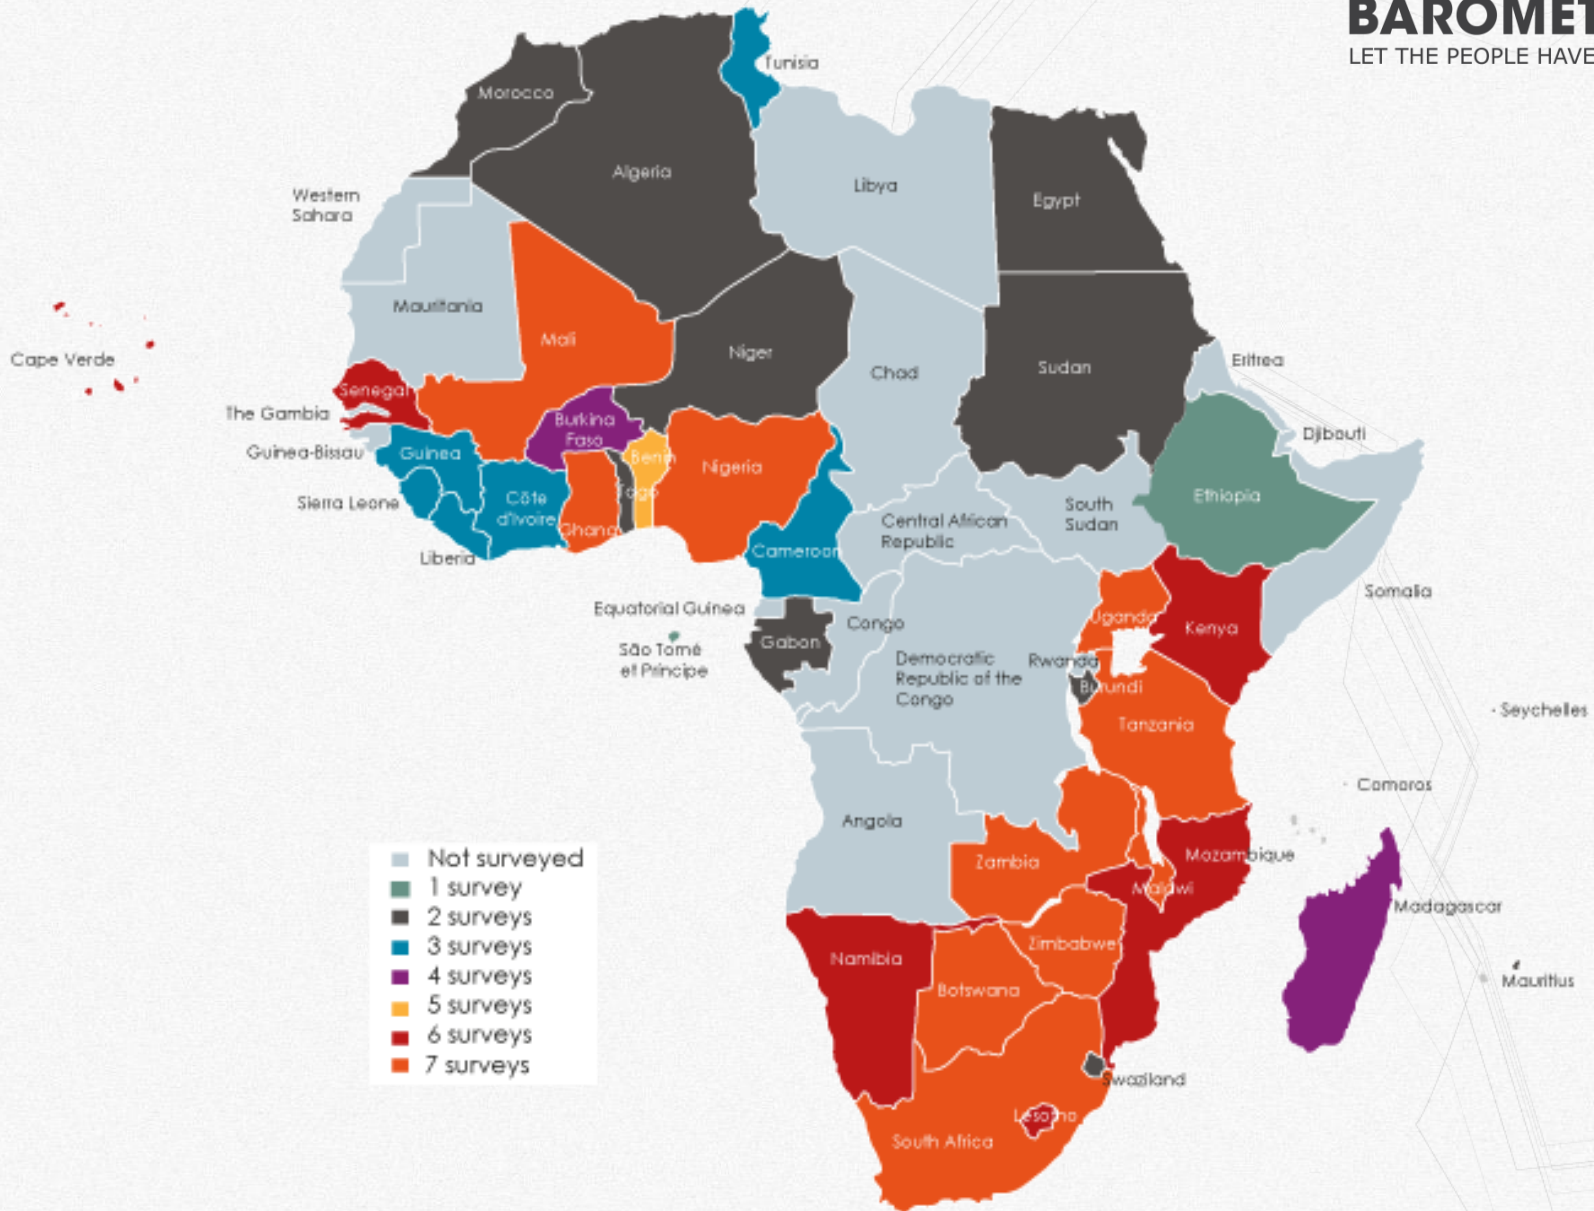 BAROMET
LET THE PEOPLE HAVE
Tunisia
Morocco
Algeria
Libya
Egypt
Western
Sahara
Mauritania
Mali
Niger
Chad
Sudan
Eritrea
Cape Verde
Senegal
The Gambia
Burkina
Faso
Djibouti
Guinea-Bissau
Guinea
Benin
Nigeria
Togo
Sierra Leone
Côte
d'Ivoire
Ghana
Ethiopia
South
Sudan
Central African
Republic
Liberia
Cameroon
Somalia
Equatorial Guinea
Congo
Uganda
Kenya
São Tomé
et Príncipe
Gabon
Democratic
Republic of the
Congo
Rwanda
Burundi
Seychelles
Tanzania
Comoros
Angola
Zambia
Mozambique
Malawi
Madagascar
Zimbabwe
Namibia
Botswana
Mauritius
Swaziland
Lesotho
South Africa
Not surveyed
1 survey
2 surveys
3 surveys
4 surveys
5 surveys
6 surveys
7 surveys